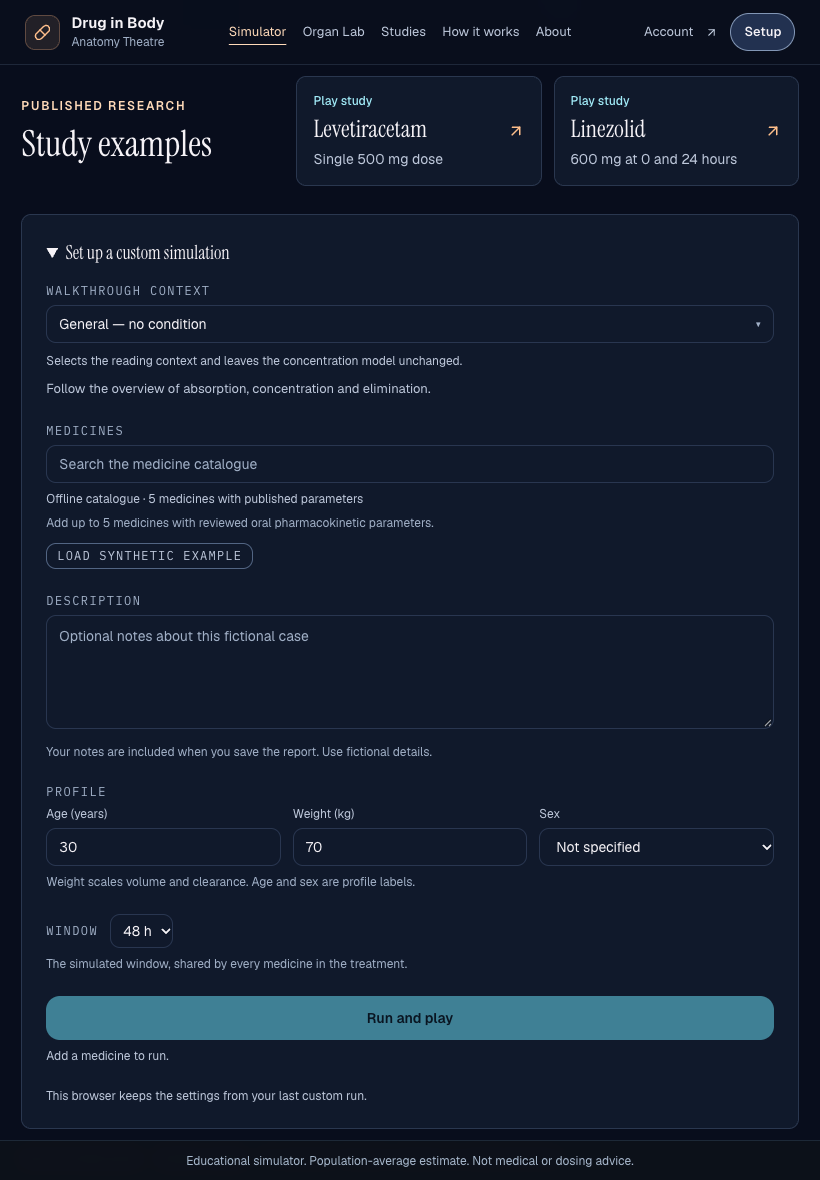 Drug in Body
Anatomy Theatre
Simulator
Organ Lab
Studies
How it works
About
Account ↗
Setup
PUBLISHED RESEARCH
Study examples
Play study
Levetiracetam
Single 500 mg dose
Play study
Linezolid
600 mg at 0 and 24 hours
Set up a custom simulation
WALKTHROUGH CONTEXT
General — no condition
Selects the reading context and leaves the concentration model unchanged.
Follow the overview of absorption, concentration and elimination.
MEDICINES
Search the medicine catalogue
Offline catalogue · 5 medicines with published parameters
Add up to 5 medicines with reviewed oral pharmacokinetic parameters.
LOAD SYNTHETIC EXAMPLE
DESCRIPTION
Optional notes about this fictional case
Your notes are included when you save the report. Use fictional details.
PROFILE
Age (years)
Weight (kg)
Sex
30
70
Not specified
Weight scales volume and clearance. Age and sex are profile labels.
WINDOW
48 h
The simulated window, shared by every medicine in the treatment.
Run and play
Add a medicine to run.
This browser keeps the settings from your last custom run.
Educational simulator. Population-average estimate. Not medical or dosing advice.